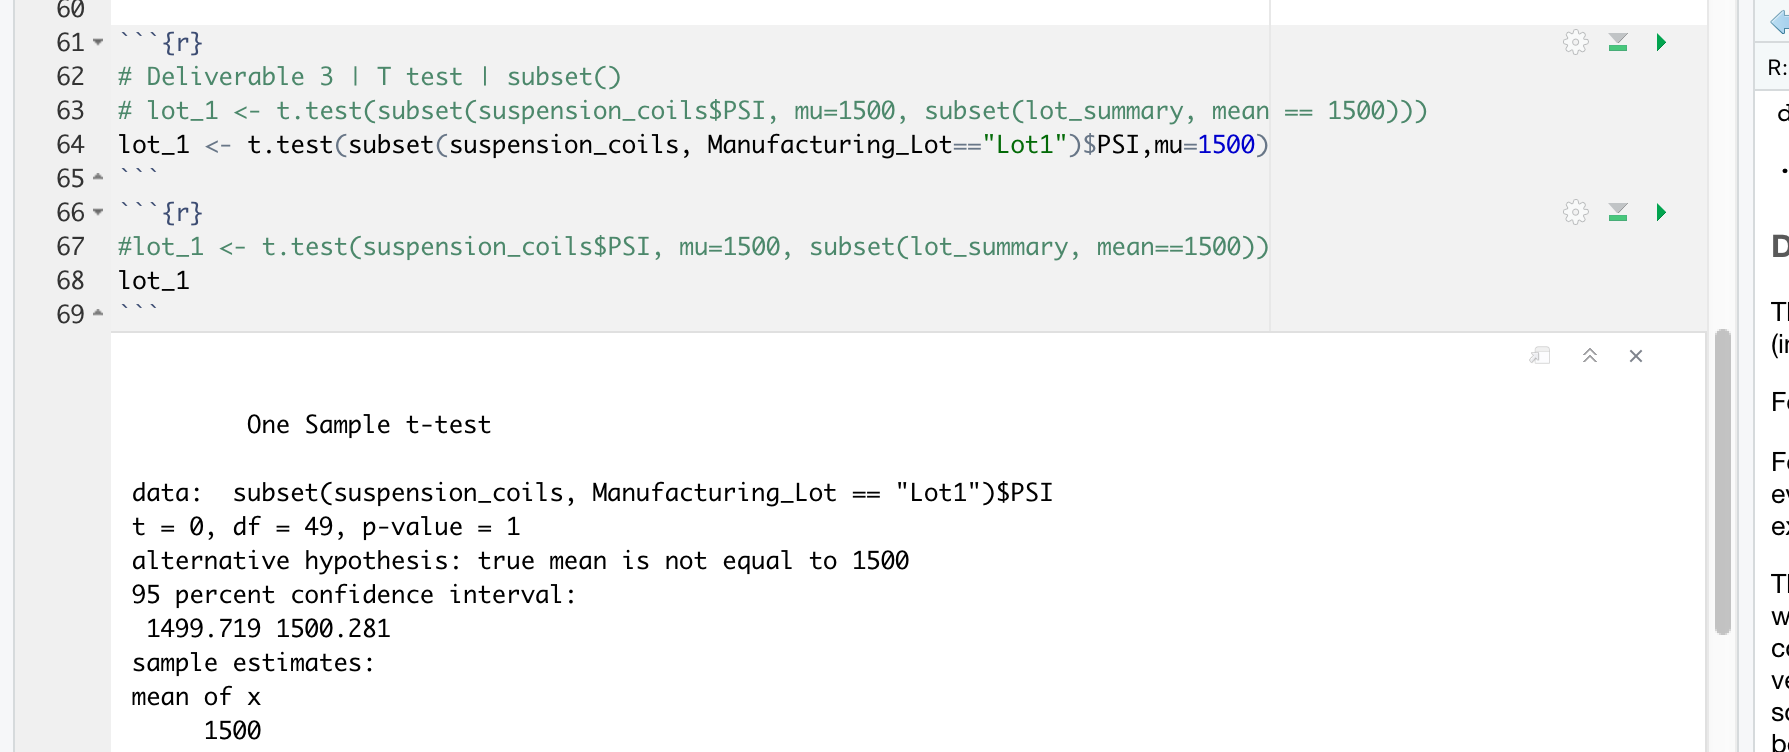 60
61 ```{r}
62 # Deliverable 3 | T test | subset()
63 # lot_1 <- t.test(subset(suspension_coils$PSI, mu=1500, subset(lot_summary, mean == 1500)))
64 lot_1 <- t.test(subset(suspension_coils, Manufacturing_Lot=="Lot1")$PSI,mu=1500)
65 ```
66 ```{r}
67 #lot_1 <- t.test(suspension_coils$PSI, mu=1500, subset(lot_summary, mean==1500))
68 lot_1
69 ```
One Sample t-test
data:  subset(suspension_coils, Manufacturing_Lot == "Lot1")$PSI
t = 0, df = 49, p-value = 1
alternative hypothesis: true mean is not equal to 1500
95 percent confidence interval:
1499.719 1500.281
sample estimates:
mean of x
1500
R: